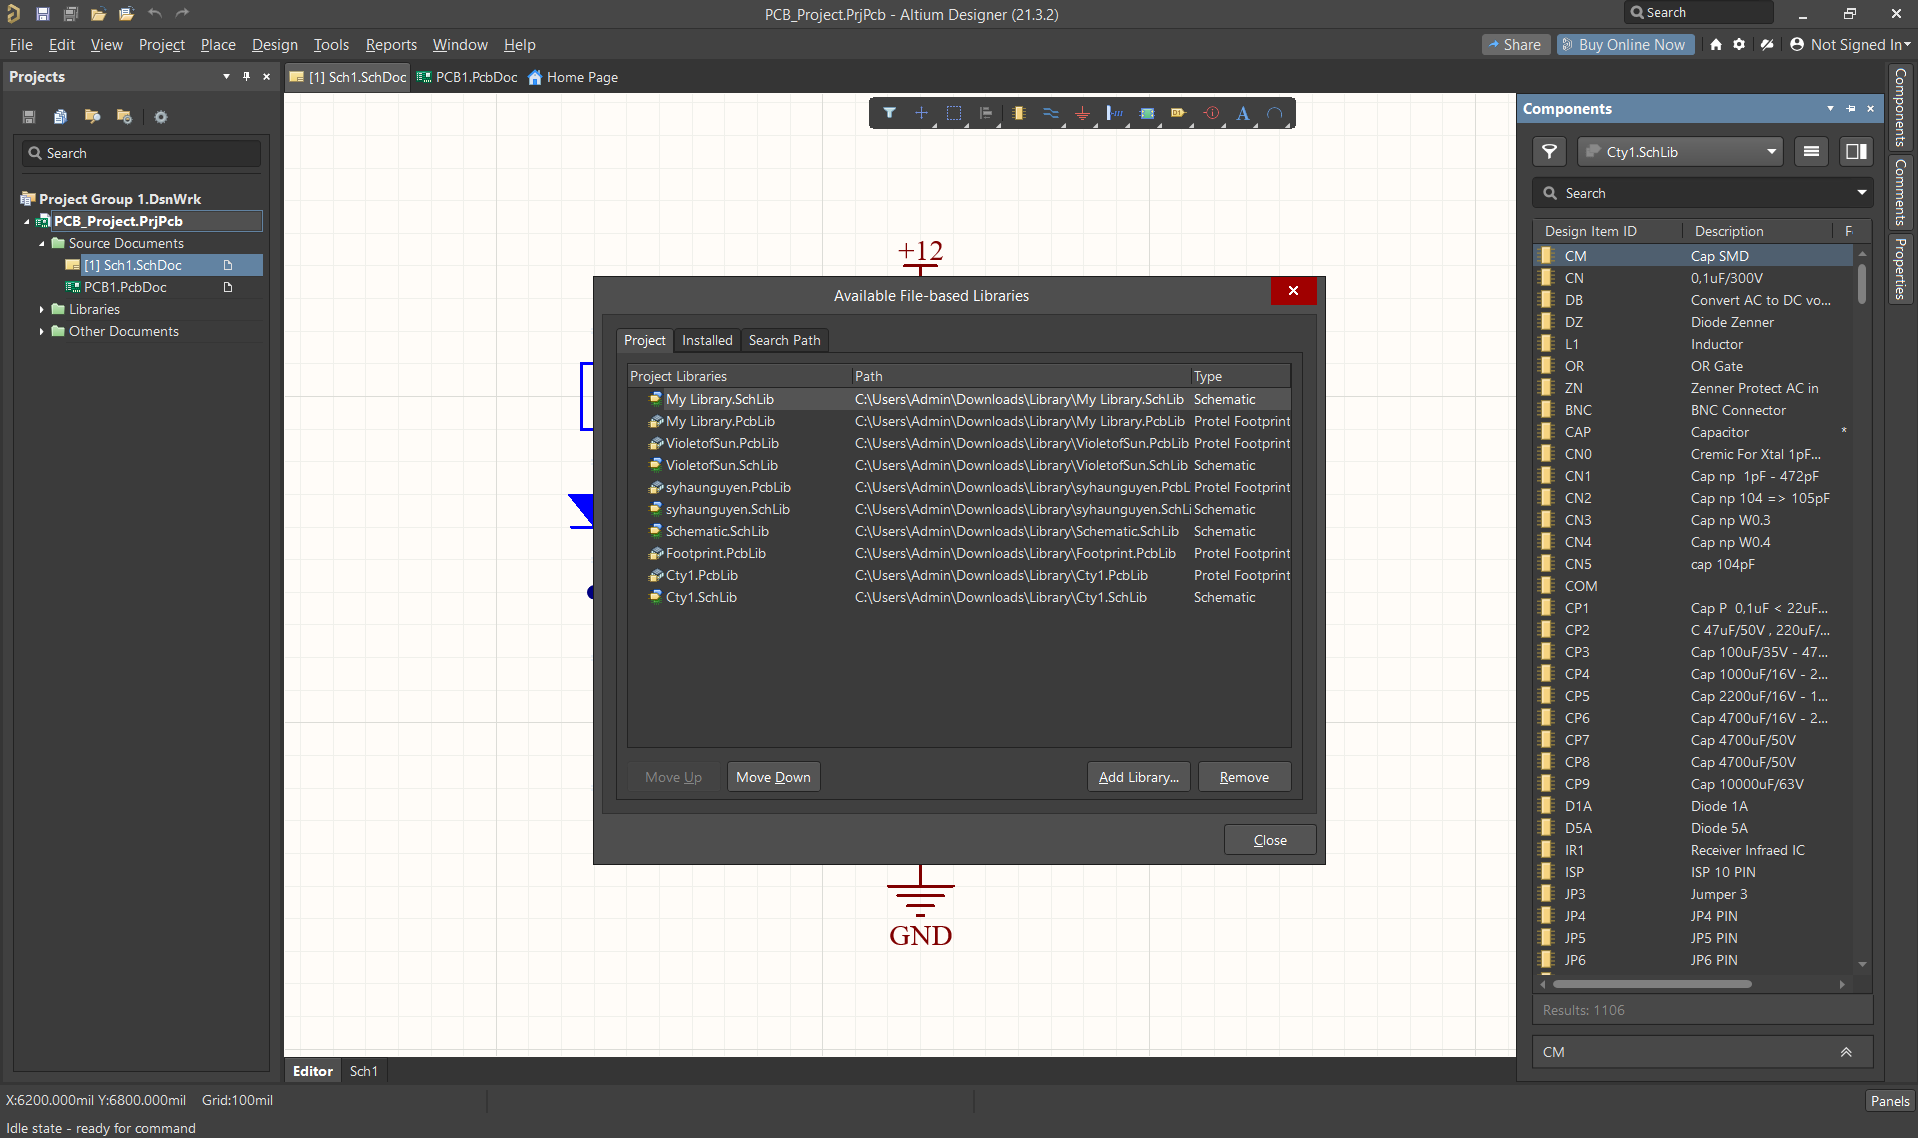 PCB_Project.PrjPcb - Altium Designer (21.3.2)
Search
File Edit View Project Place Design Tools Reports Window Help
Share
Buy Online Now
Not Signed In
Projects
[1] Sch1.SchDoc
PCB1.PcbDoc
Home Page
Search
Project Group 1.DsnWrk
PCB_Project.PrjPcb
Source Documents
[1] Sch1.SchDoc
PCB1.PcbDoc
Libraries
Other Documents
+12
Available File-based Libraries
Project Installed Search Path
Project Libraries Path Type
My Library.SchLib C:\Users\Admin\Downloads\Library\My Library.SchLib Schematic
My Library.PcbLib C:\Users\Admin\Downloads\Library\My Library.PcbLib Protel Footprint
VioletofSun.PcbLib C:\Users\Admin\Downloads\Library\VioletofSun.PcbLib Protel Footprint
VioletofSun.SchLib C:\Users\Admin\Downloads\Library\VioletofSun.SchLib Schematic
syhaunguyen.PcbLib C:\Users\Admin\Downloads\Library\syhaunguyen.PcbL Protel Footprint
syhaunguyen.SchLib C:\Users\Admin\Downloads\Library\syhaunguyen.SchLi Schematic
Schematic.SchLib C:\Users\Admin\Downloads\Library\Schematic.SchLib Schematic
Footprint.PcbLib C:\Users\Admin\Downloads\Library\Footprint.PcbLib Protel Footprint
Cty1.PcbLib C:\Users\Admin\Downloads\Library\Cty1.PcbLib Protel Footprint
Cty1.SchLib C:\Users\Admin\Downloads\Library\Cty1.SchLib Schematic
Move Up Move Down Add Library... Remove
Close
GND
Components
Cty1.SchLib
Search
Design Item ID Description F
CM Cap SMD
CN 0,1uF/300V
DB Convert AC to DC vo...
DZ Diode Zenner
L1 Inductor
OR OR Gate
ZN Zenner Protect AC in
BNC BNC Connector
CAP Capacitor *
CN0 Cremic For Xtal 1pF...
CN1 Cap np 1pF - 472pF
CN2 Cap np 104 => 105pF
CN3 Cap np W0.3
CN4 Cap np W0.4
CN5 cap 104pF
COM
CP1 Cap P 0,1uF < 22uF...
CP2 C 47uF/50V , 220uF/...
CP3 Cap 100uF/35V - 47...
CP4 Cap 1000uF/16V - 2...
CP5 Cap 2200uF/16V - 1...
CP6 Cap 4700uF/16V - 2...
CP7 Cap 4700uF/50V
CP8 Cap 4700uF/50V
CP9 Cap 10000uF/63V
D1A Diode 1A
D5A Diode 5A
IR1 Receiver Infraed IC
ISP ISP 10 PIN
JP3 Jumper 3
JP4 JP4 PIN
JP5 JP5 PIN
JP6 JP6 PIN
Results: 1106
CM
Components
Comments
Properties
Editor Sch1
X:6200.000mil Y:6800.000mil Grid:100mil
Panels
Idle state - ready for command